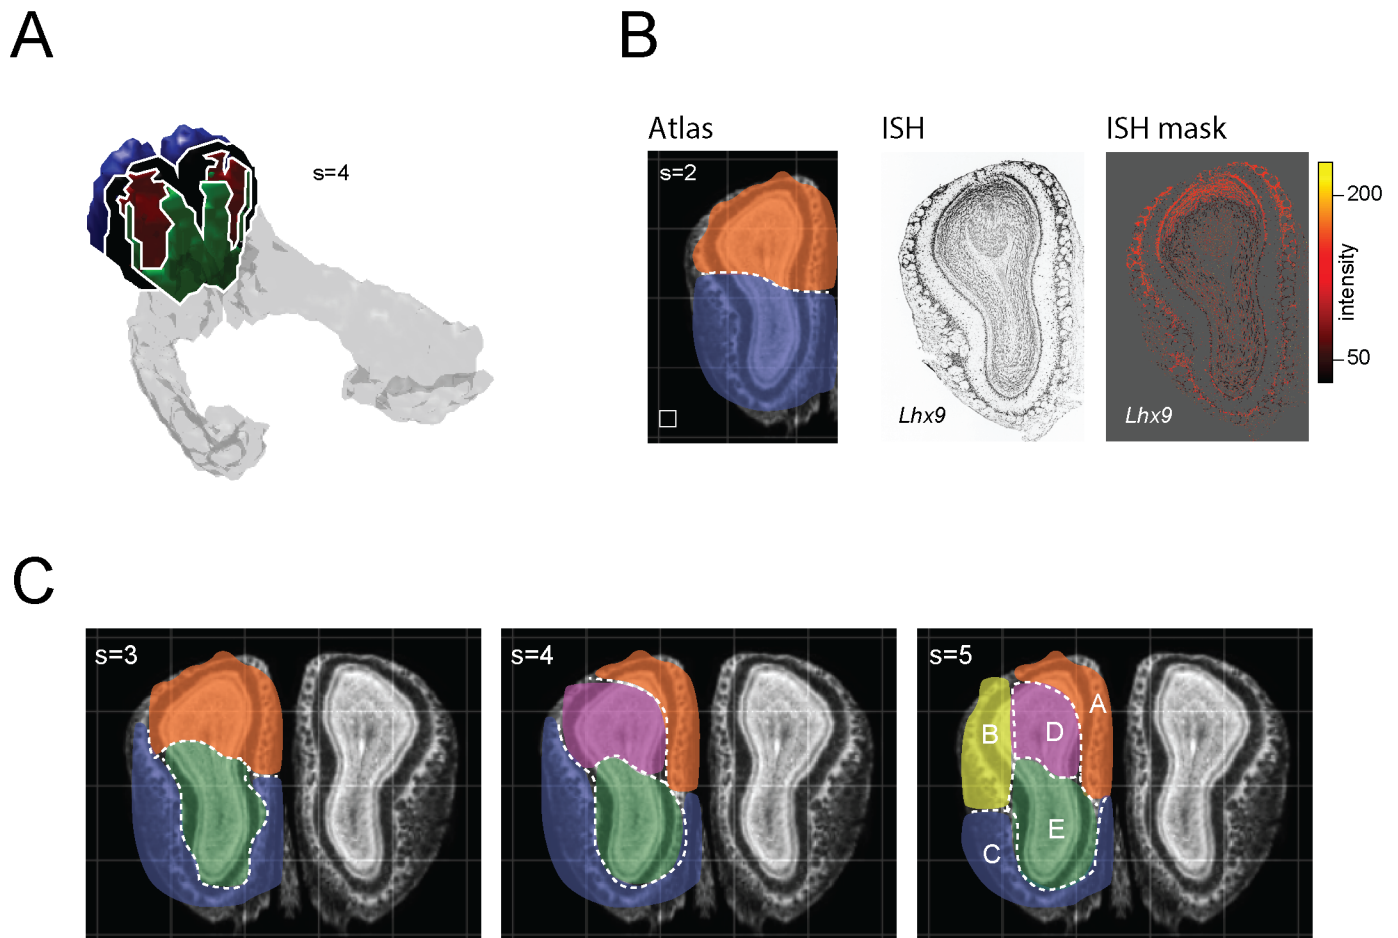 A
B
s=4
Atlas
ISH
ISH mask
s=2
200
intensity
50
Lhx9
Lhx9
C
s=3
s=4
s=5
A
B
D
E
C